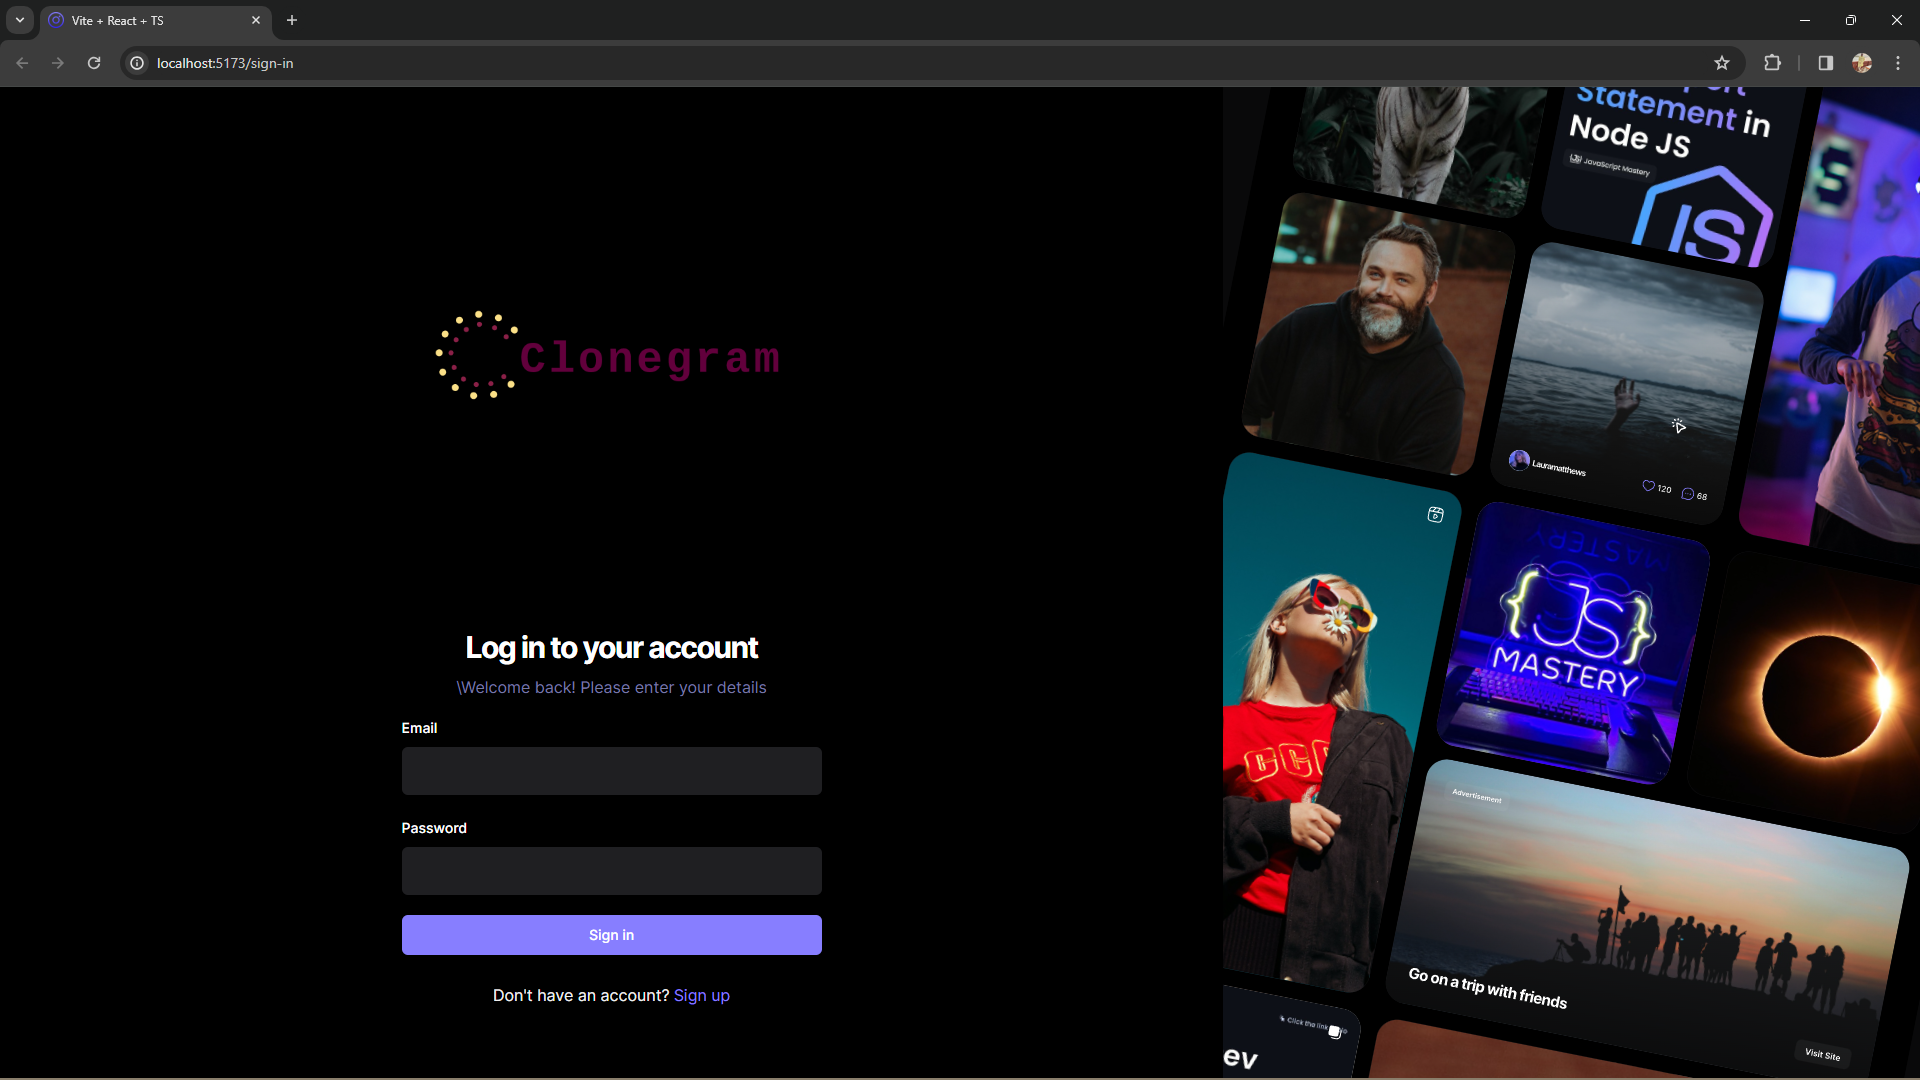 Vite + React + TS
localhost:5173/sign-in
Clonegram
Log in to your account
\Welcome back! Please enter your details
Email
Password
Sign in
Don't have an account? Sign up
Statement in
Node JS
JavaScript Mastery
JS
S
Lauramatthews
120
68
MASTERY
JS
MASTERY
CCC
Advertisement
Go on a trip with friends
Visit Site
Click the link
ev